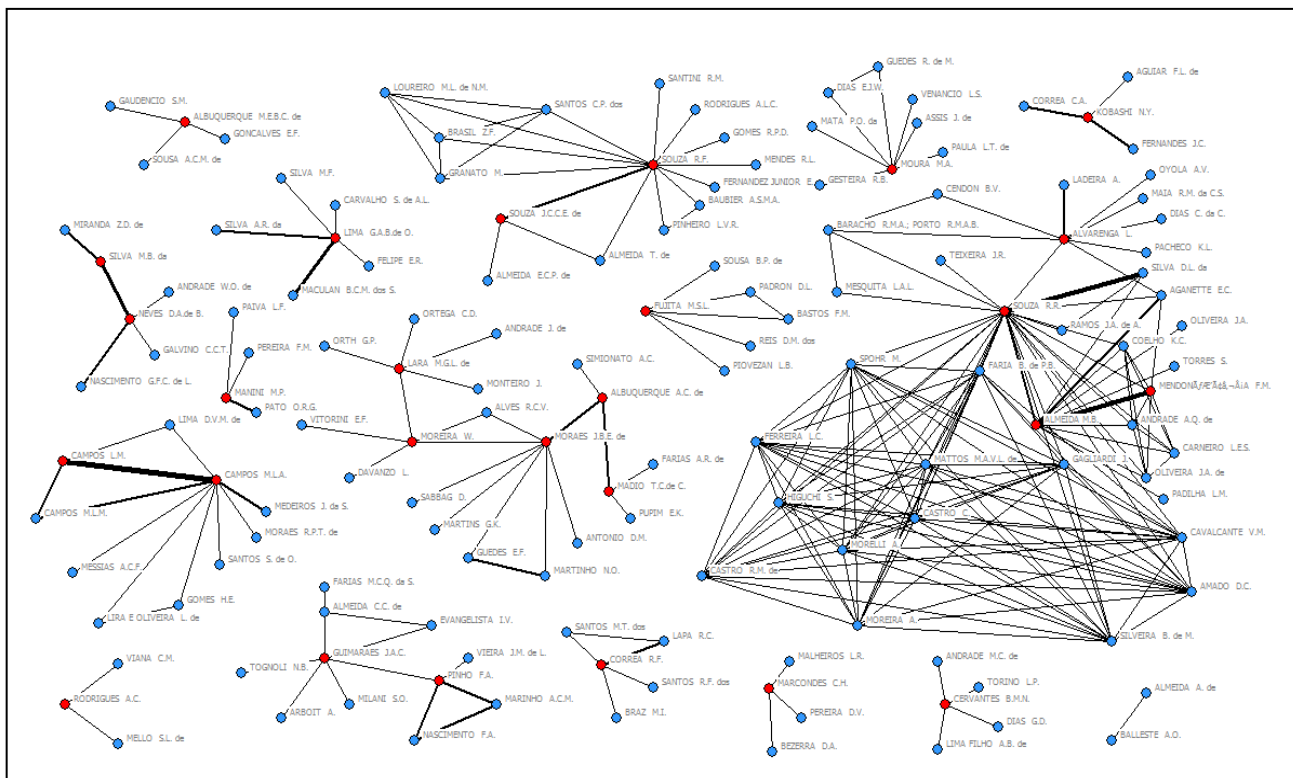 GUEDES R. de M.
LOUREIRO M.L. de N.M.
SANTINI R.M.
DIAS E.J.W.
AGUIAR F.L. de
GAUDENCIO S.M.
SANTOS C.P. dos
RODRIGUES A.L.C.
VENANCIO L.S.
CORREA C.A.
ALBUQUERQUE M.E.B.C. de
KOBASHI N.Y.
MATA P.O. da
ASSIS J. de
GONCALVES E.F.
BRASIL Z.F.
GOMES R.P.D.
FERNANDES J.C.
SOUSA A.C.M. de
SOUZA R.F.
MENDES R.L.
PAULA L.T. de
MOURA M.A.
OYOLA A.V.
SILVA M.F.
GRANATO M.
FERNANDEZ JUNIOR E.
GESTEIRA R.B.
CENDON B.V.
LADEIRA A.
MAIA R.M. da C.S.
CARVALHO S. de A.L.
BAUBIER A.S.M.A.
SOUZA J.C.C.E. de
DIAS C. da C.
MIRANDA Z.D. de
SILVA A.R. da
PINHEIRO L.V.R.
BARACHO R.M.A.; PORTO R.M.A.B.
LIMA G.A.B.de O.
ALVARENGA L.
PACHECO K.L.
SILVA M.B. da
FELIPE E.R.
ALMEIDA T. de
TEIXEIRA J.R.
SOUSA B.P. de
SILVA D.L. da
ALMEIDA E.C.P. de
ANDRADE W.O. de
MACULAN B.C.M. dos S.
PADRON D.L.
MESQUITA L.A.L.
AGANETTE E.C.
PAIVA L.F.
FUJITA M.S.L.
SOUZA R.R.
NEVES D.A.de B.
ORTEGA C.D.
BASTOS F.M.
RAMOS J.A. de A.
OLIVEIRA J.A.
ANDRADE J. de
REIS D.M. dos
COELHO K.C.
GALVINO C.C.T.
PEREIRA F.M.
ORTH G.P.
SPOHR M.
TORRES S.
LARA M.G.L. de
SIMIONATO A.C.
PIOVEZAN L.B.
FARIA B. de P.B.
NASCIMENTO G.F.C. de L.
MONTEIRO J.
MANINI M.P.
ALBUQUERQUE A.C. de
PATO O.R.G.
ALVES R.C.V.
LIMA D.V.M. de
VITORINI E.F.
ALMEIDA M.B.
ANDRADE A.Q. de
MOREIRA W.
MORAES J.B.E. de
FERREIRA L.C.
CARNEIRO L.E.S.
CAMPOS L.M.
FARIAS A.R. de
MATTOS M.A.V.L. de
GAGLIARDI J.
DAVANZO L.
CAMPOS M.L.A.
OLIVEIRA J.A. de
MADIO T.C.de C.
SABBAG D.
HIGUCHI S.
PADILHA L.M.
MEDEIROS J. da S.
CAMPOS M.L.M.
PUPIM E.K.
CASTRO C.
MARTINS G.K.
MORAES R.P.T. de
ANTONIO D.M.
CAVALCANTE V.M.
MORELLI A.
GUEDES E.F.
SANTOS S. de O.
MESSIAS A.C.F.
MARTINHO N.O.
CASTRO R.M. de
FARIAS M.C.Q. da S.
AMADO D.C.
GOMES H.E.
ALMEIDA C.C. de
LIRA E OLIVEIRA L. de
EVANGELISTA I.V.
MOREIRA A.
SANTOS M.T. dos
LAPA R.C.
SILVEIRA B. de M.
GUIMARAES J.A.C.
VIANA C.M.
VIEIRA J.M. de L.
CORREA R.F.
MALHEIROS L.R.
ANDRADE M.C. de
TOGNOLI N.B.
PINHO F.A.
SANTOS R.F. dos
MARCONDES C.H.
TORINO L.P.
ALMEIDA A. de
RODRIGUES A.C.
MILANI S.O.
MARINHO A.C.M.
CERVANTES B.M.N.
ARBOIT A.
BRAZ M.I.
PEREIRA D.V.
DIAS G.D.
MELLO S.L. de
NASCIMENTO F.A.
BEZERRA D.A.
LIMA FILHO A.B. de
BALLESTE A.O.